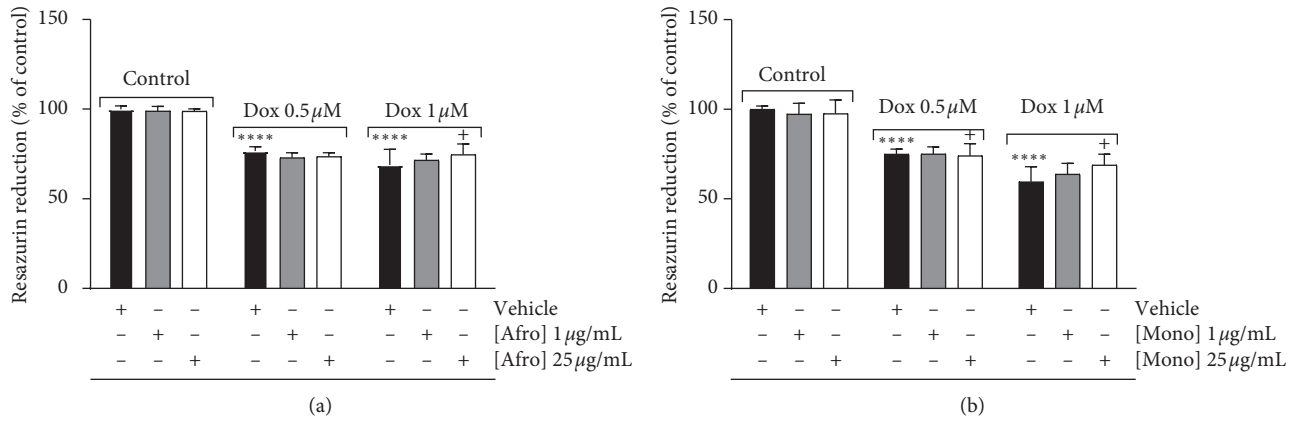 150
100
50
0
Resazurin reduction (% of control)
Control
Dox 0.5 μM
Dox 1 μM
****
****
+
+ – – + – – + – – Vehicle
– + – – + – – + – [Afro] 1 μg/mL
– – + – – + – – + [Afro] 25 μg/mL
(a)
150
100
50
0
Resazurin reduction (% of control)
Control
Dox 0.5 μM
Dox 1 μM
****
+
****
+
+ – – + – – + – – Vehicle
– + – – + – – + – [Mono] 1 μg/mL
– – + – – + – – + [Mono] 25 μg/mL
(b)